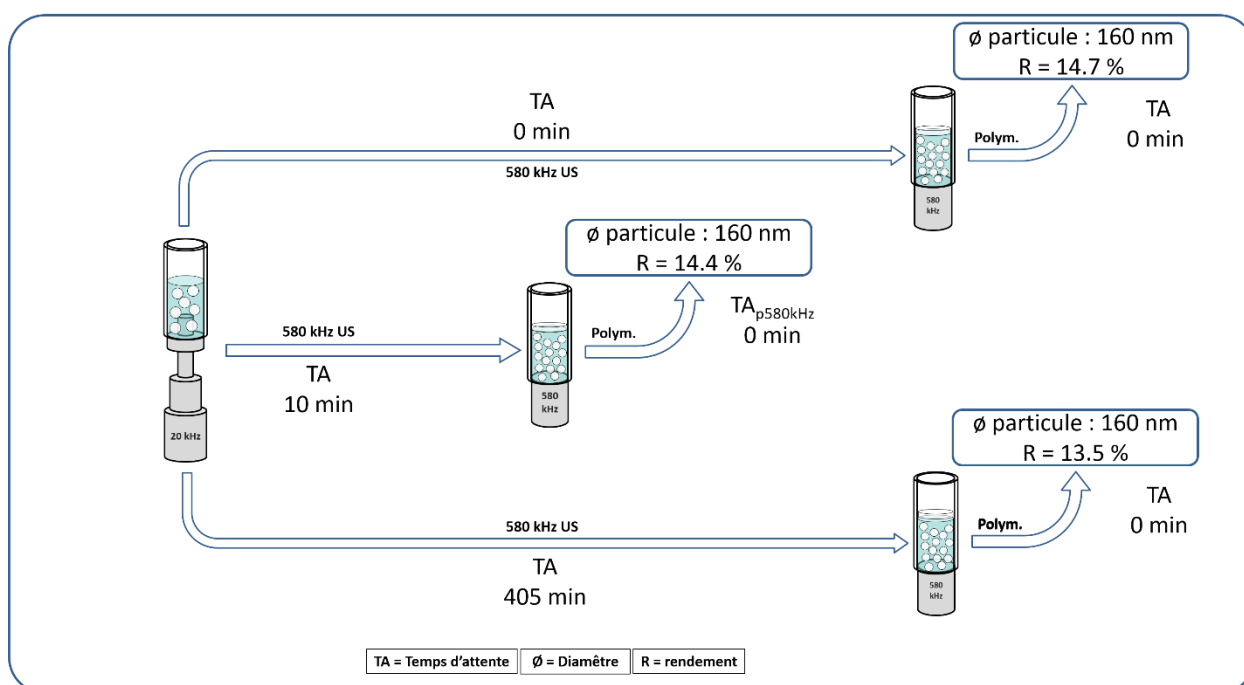 ø particule : 160 nm
R = 14.7 %
TA
0 min
580 kHz US
Polym.
TA
0 min
580
kHz
ø particule : 160 nm
R = 14.4 %
580 kHz US
TA
10 min
Polym.
TAp580kHz
0 min
580
kHz
20 kHz
ø particule : 160 nm
R = 13.5 %
580 kHz US
TA
405 min
Polym.
TA
0 min
580
kHz
TA = Temps d'attente
Ø = Diamêtre
R = rendement